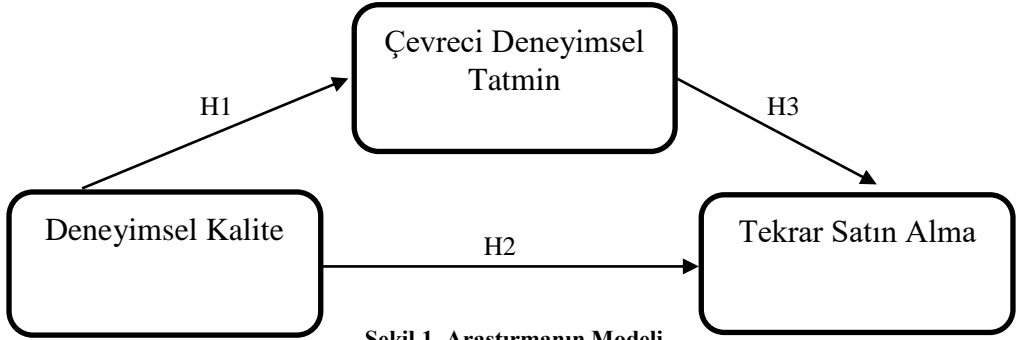 Çevreci Deneyimsel
Tatmin
H1
H3
Deneyimsel Kalite
Tekrar Satın Alma
H2
Şekil 1. Araştırmanın Modeli